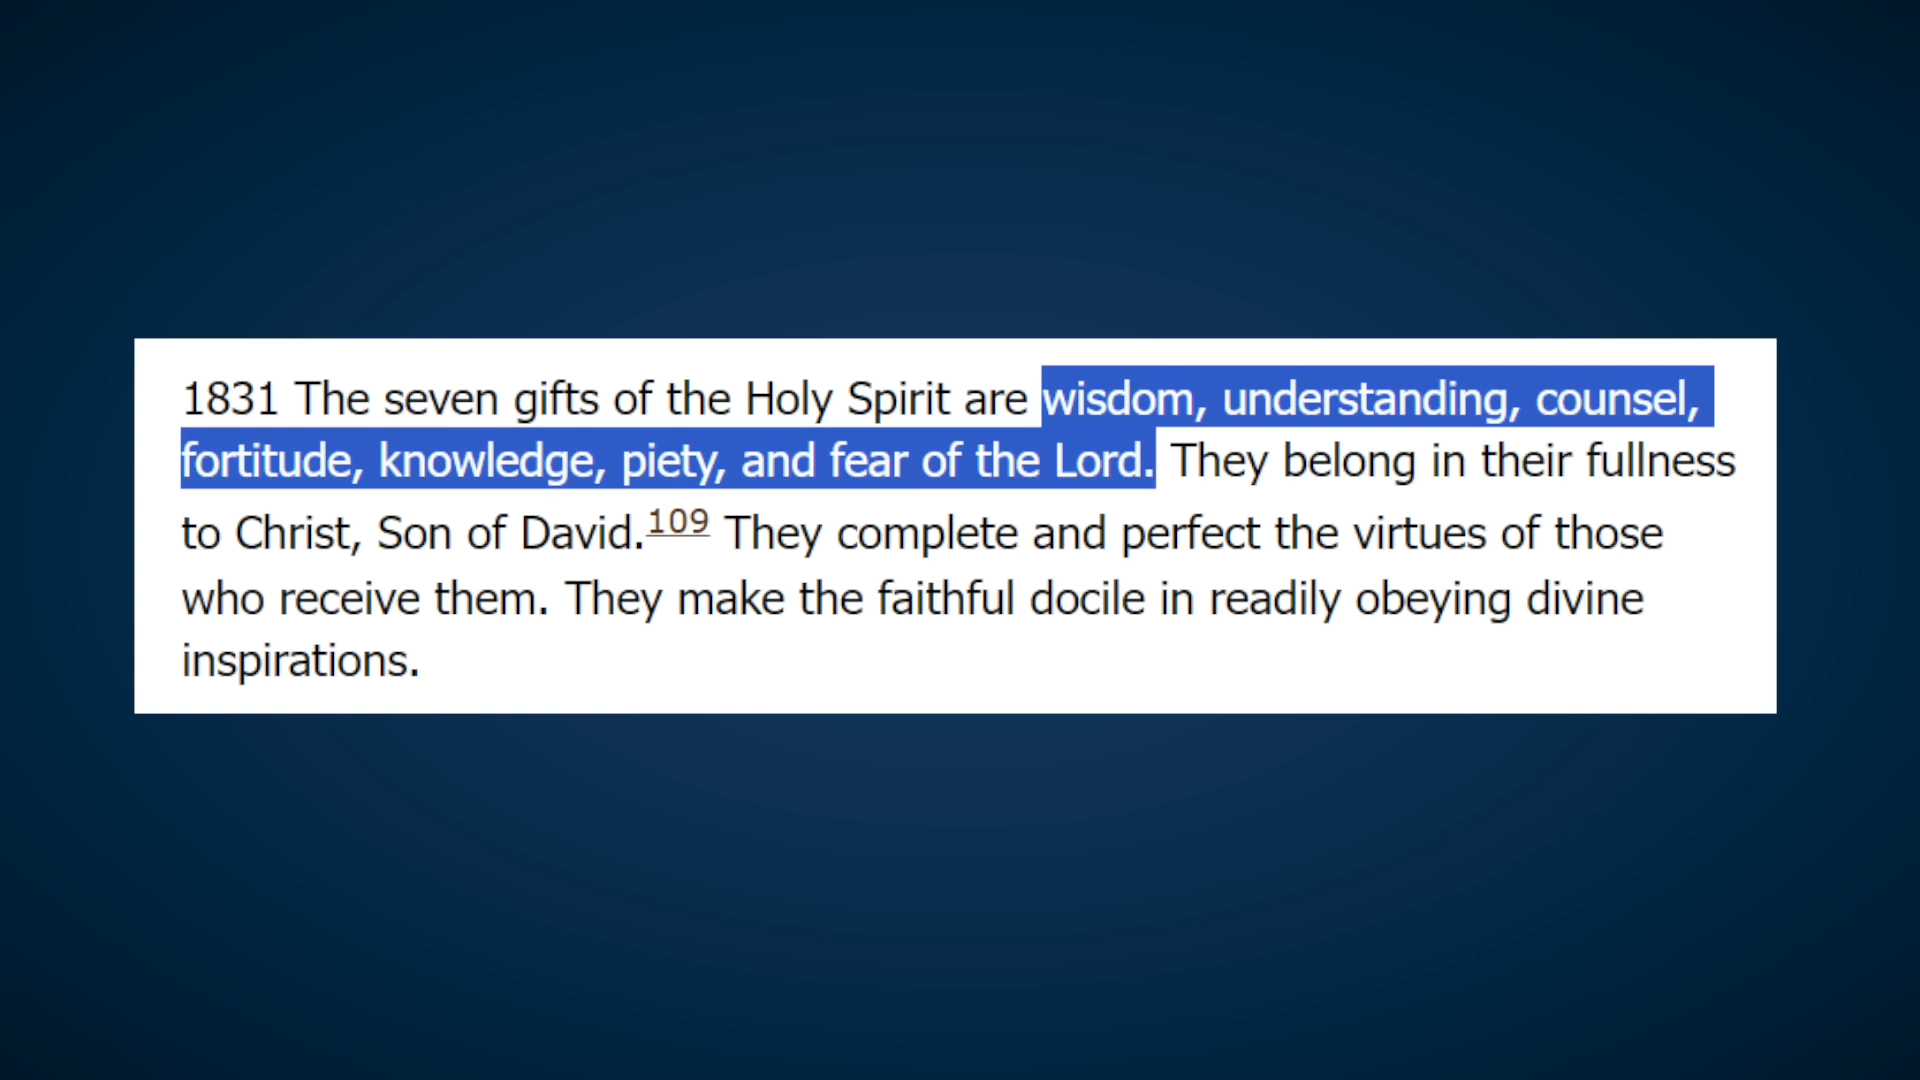 1831 The seven gifts of the Holy Spirit are wisdom, understanding, counsel,
fortitude, knowledge, piety, and fear of the Lord. They belong in their fullness
to Christ, Son of David.109 They complete and perfect the virtues of those
who receive them. They make the faithful docile in readily obeying divine
inspirations.